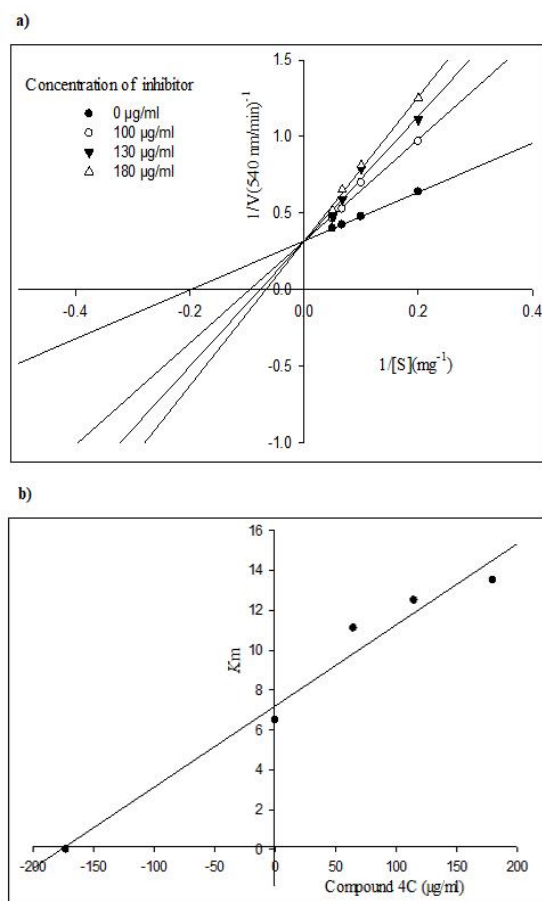 a)
Concentration of inhibitor
0 µg/ml
100 µg/ml
130 µg/ml
180 µg/ml
1/V(540 nm/min)⁻¹
1.5
1.0
0.5
0.0
-0.5
-1.0
-0.4
-0.2
0.0
0.2
0.4
1/[S](mg⁻¹)
b)
Km
16
14
12
10
8
6
4
2
0
-200
-150
-100
-50
0
50
100
150
200
Compound 4C (µg/ml)